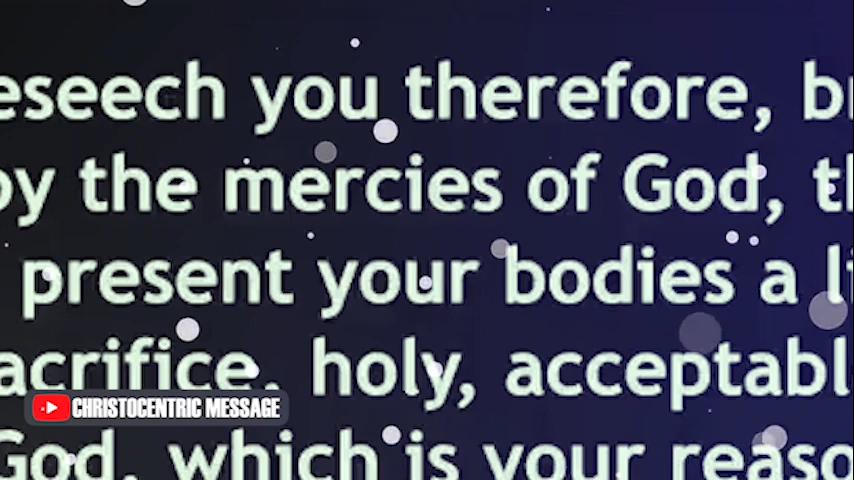 eseech you therefore, br
by the mercies of God, th
present your bodies a li
acrifice, holy, acceptabl
God, which is your reaso
CHRISTOCENTRIC MESSAGE